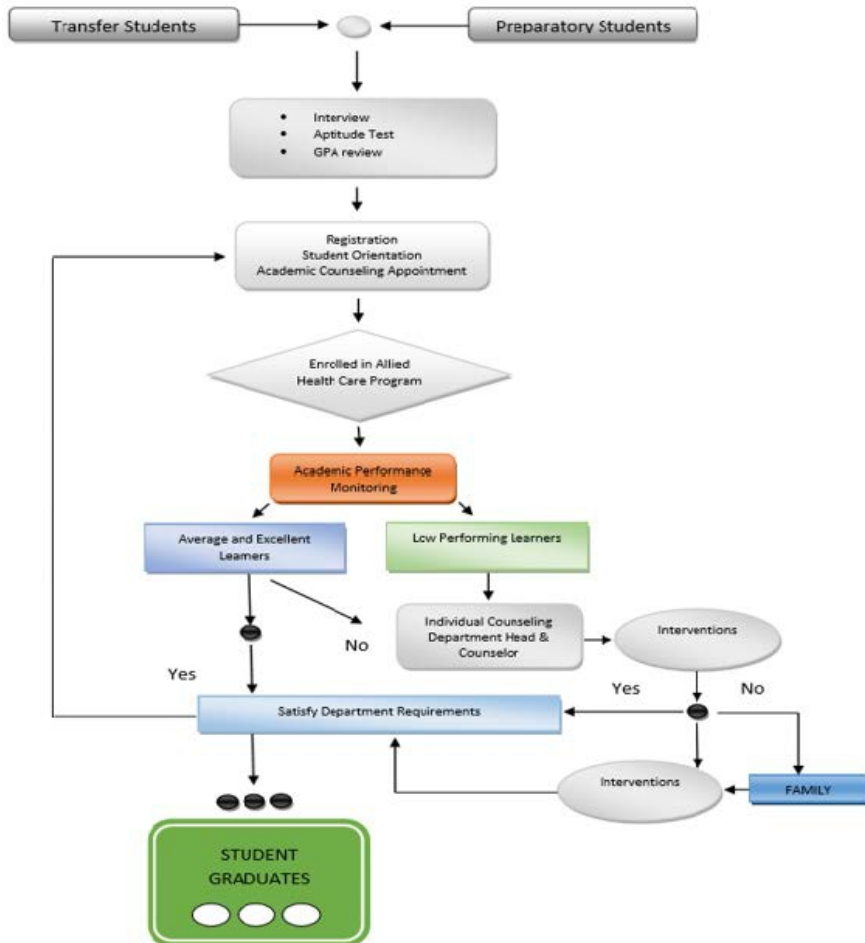 Transfer Students
Preparatory Students
• Interview
• Aptitude Test
• GPA review
Registration
Student Orientation
Academic Counseling Appointment
Enrolled in Allied
Health Care Program
Academic Performance
Monitoring
Average and Excellent
Learners
Low Performing Learners
Individual Counseling
Department Head &
Counselor
Interventions
No
Yes
Yes
No
Satisfy Department Requirements
Interventions
FAMILY
STUDENT
GRADUATES